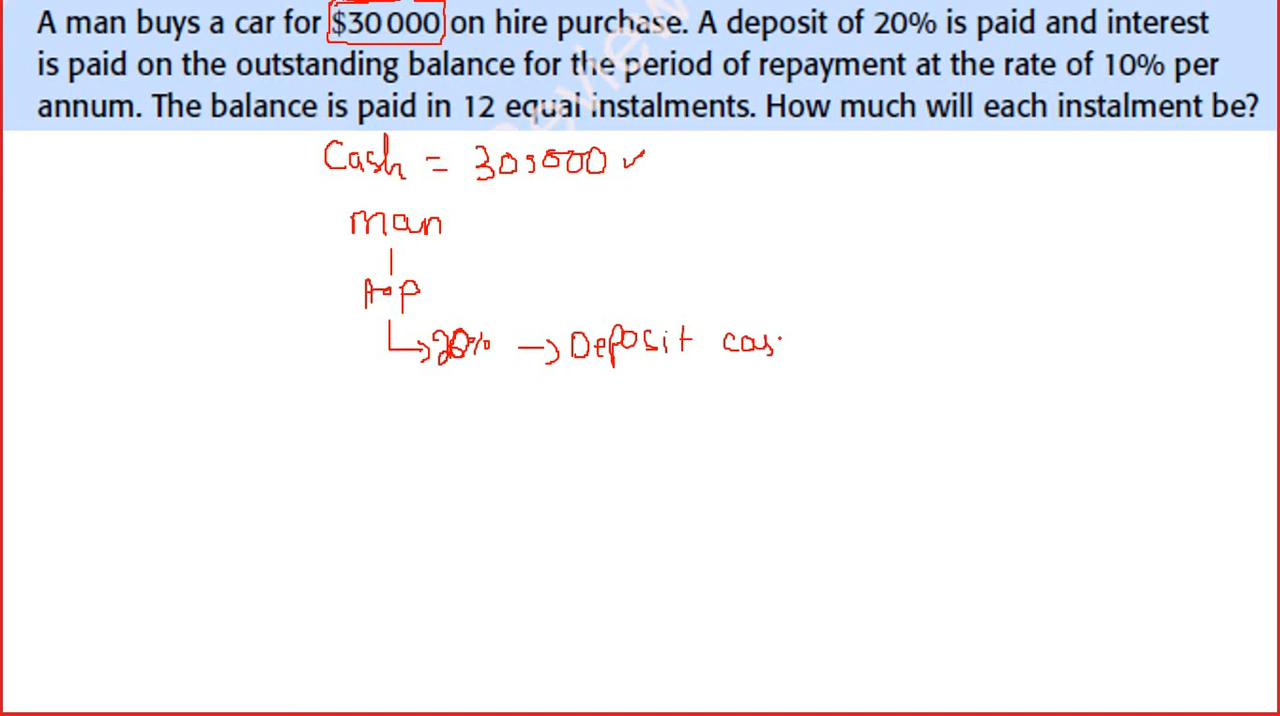 A man buys a car for $30 000 on hire purchase. A deposit of 20% is paid and interest
is paid on the outstanding balance for the period of repayment at the rate of 10% per
annum. The balance is paid in 12 equal instalments. How much will each instalment be?
Review
Cash = 30,000 ✓
man
H.P
↳ 20% → Deposit cas